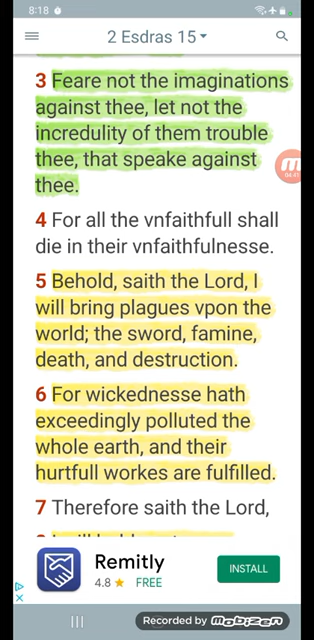 8:18
2 Esdras 15
3 Feare not the imaginations
against thee, let not the
incredulity of them trouble
thee, that speake against
thee.
4 For all the vnfaithfull shall
die in their vnfaithfulnesse.
5 Behold, saith the Lord, I
will bring plagues vpon the
world; the sword, famine,
death, and destruction.
6 For wickednesse hath
exceedingly polluted the
whole earth, and their
hurtfull workes are fulfilled.
7 Therefore saith the Lord,
Remitly
4.8 ★ FREE
INSTALL
Recorded by mobizen